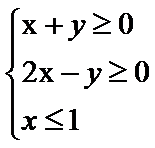 x + y ≥ 0
2x − y ≥ 0
x ≤ 1